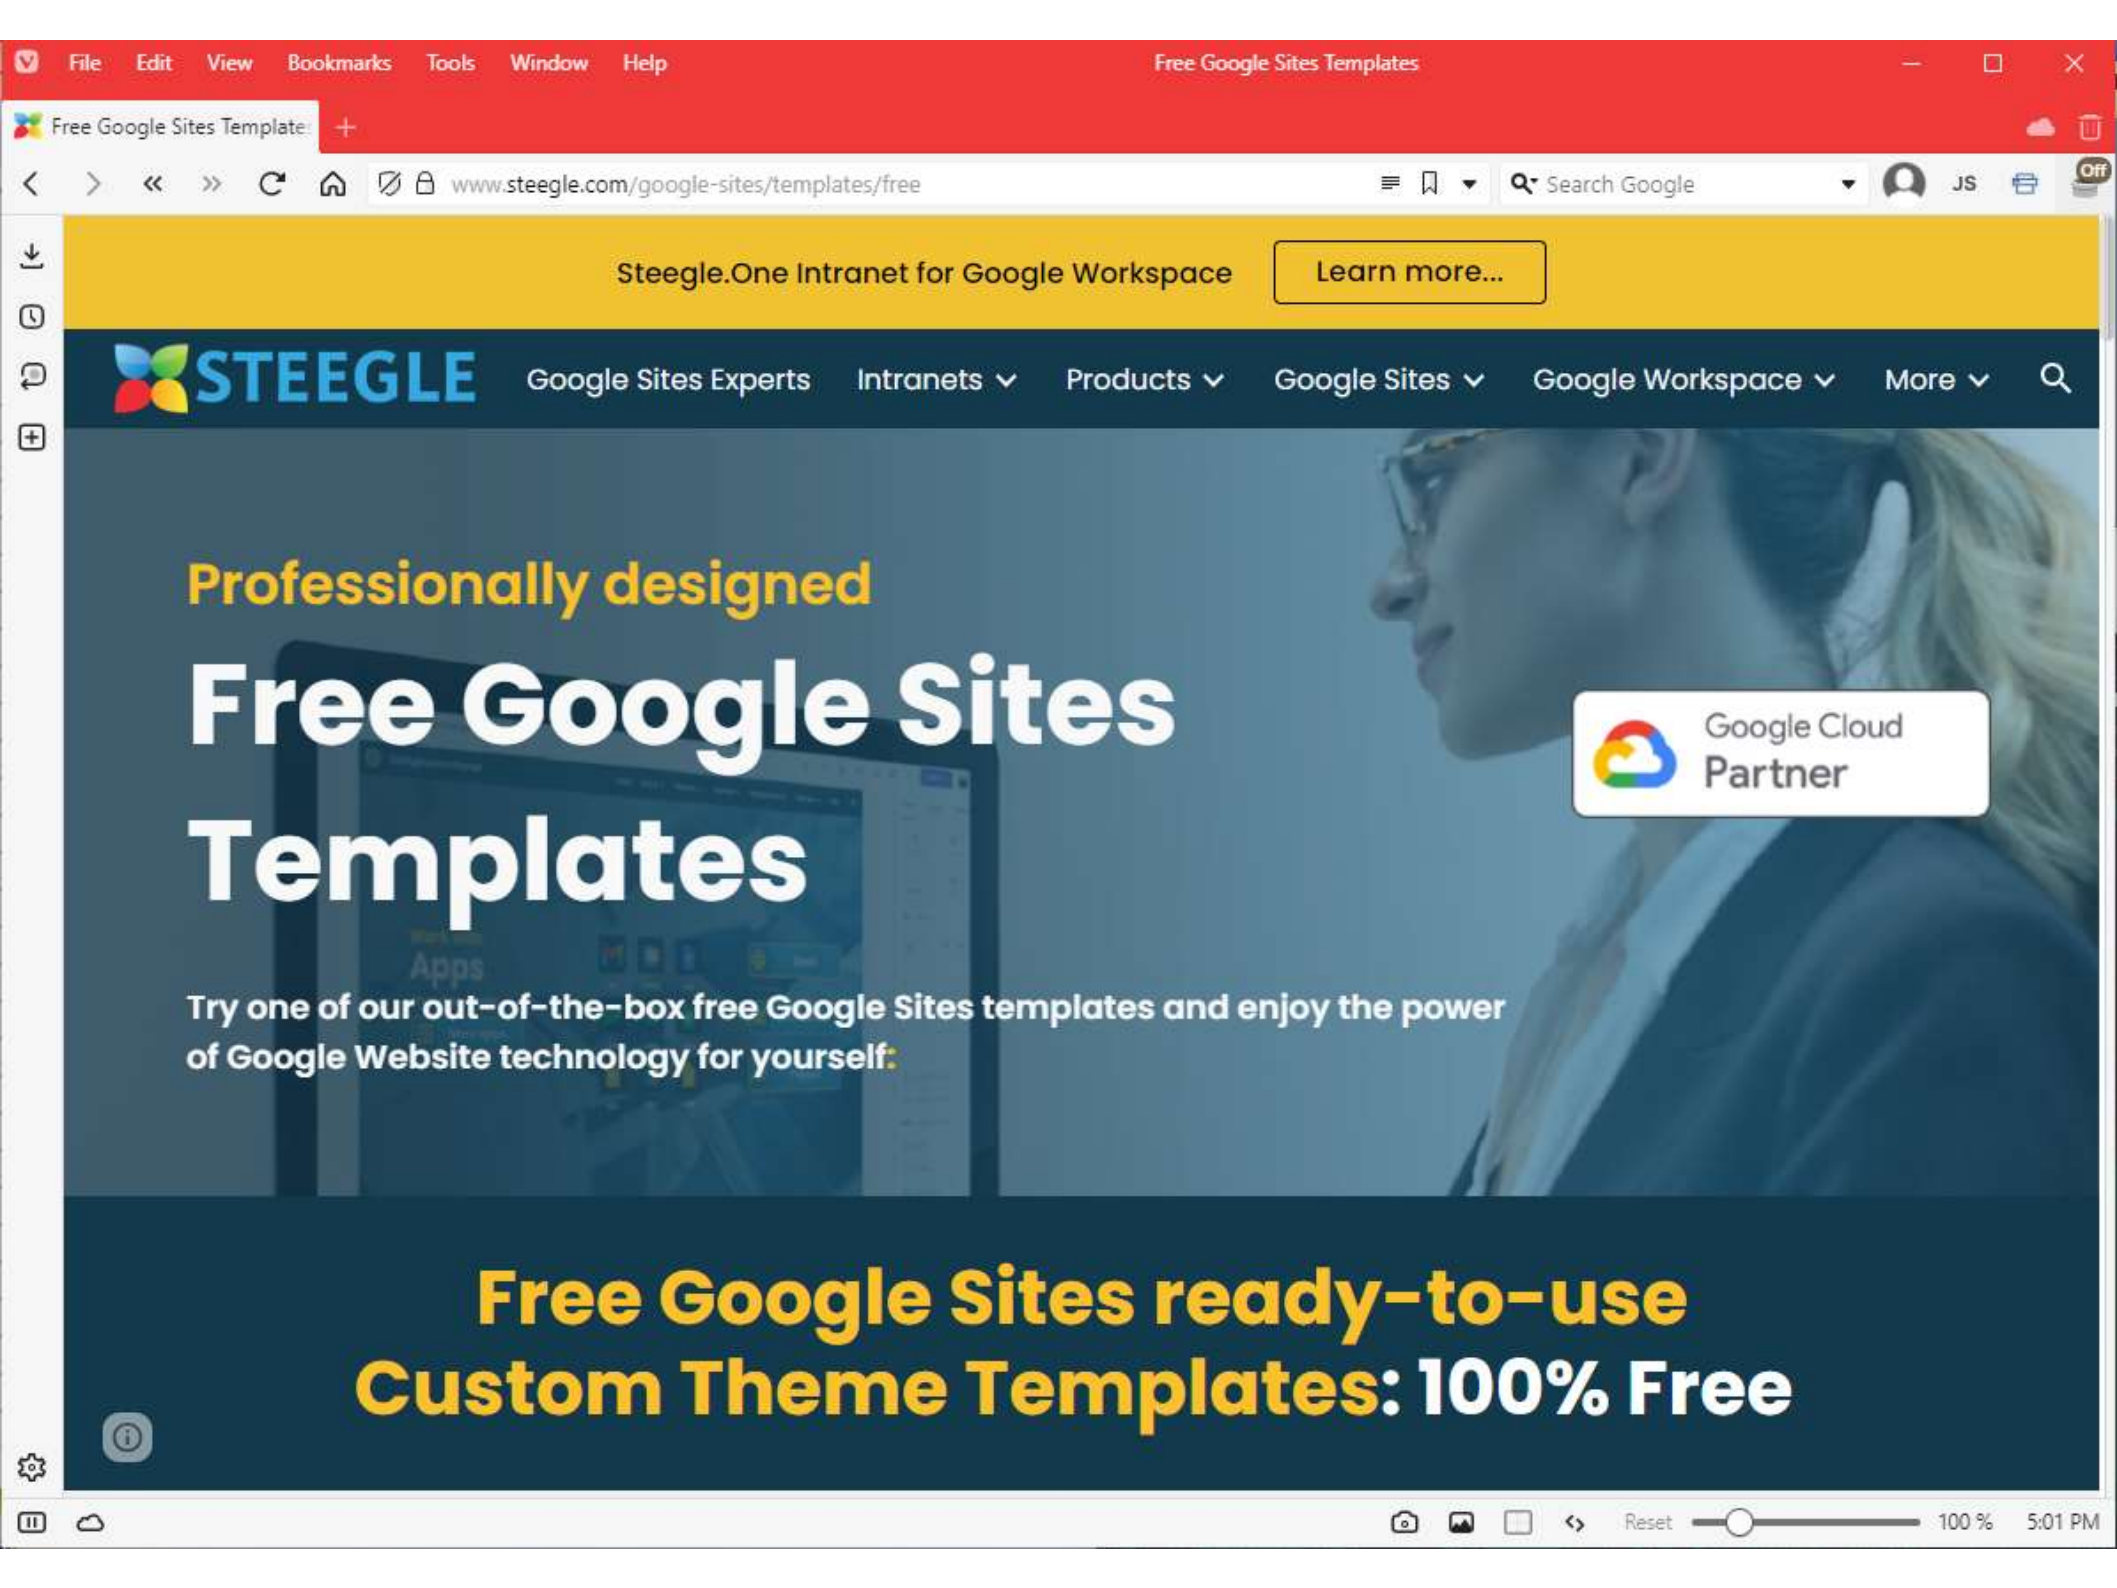 File Edit View Bookmarks Tools Window Help Free Google Sites Templates
Free Google Sites Template
www.steegle.com/google-sites/templates/free Search Google JS Off
Steegle.One Intranet for Google Workspace Learn more...
STEEGLE Google Sites Experts Intranets Products Google Sites Google Workspace More
Professionally designed
Free Google Sites
Templates
Google Cloud
Partner
Apps
Try one of our out-of-the-box free Google Sites templates and enjoy the power
of Google Website technology for yourself:
Free Google Sites ready-to-use
Custom Theme Templates: 100% Free
Reset 100 % 5:01 PM